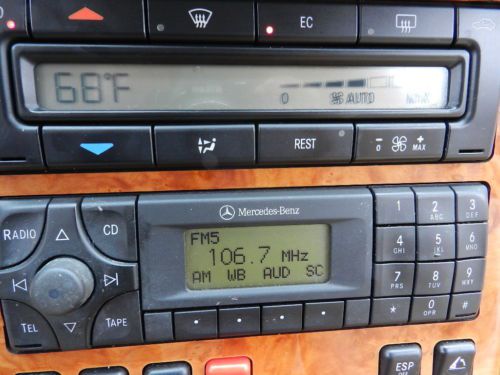 EC
68°F
0
AUTO
REST
- +
0 MAX
Mercedes-Benz
RADIO
CD
TEL
TAPE
FM5
106.7 MHz
AM WB AUD SC
1 2 ABC 3 DEF
4 GHI 5 JKL 6 MNO
7 PRS 8 TUV 9 WXY
* 0 OPR #
ESP
OFF